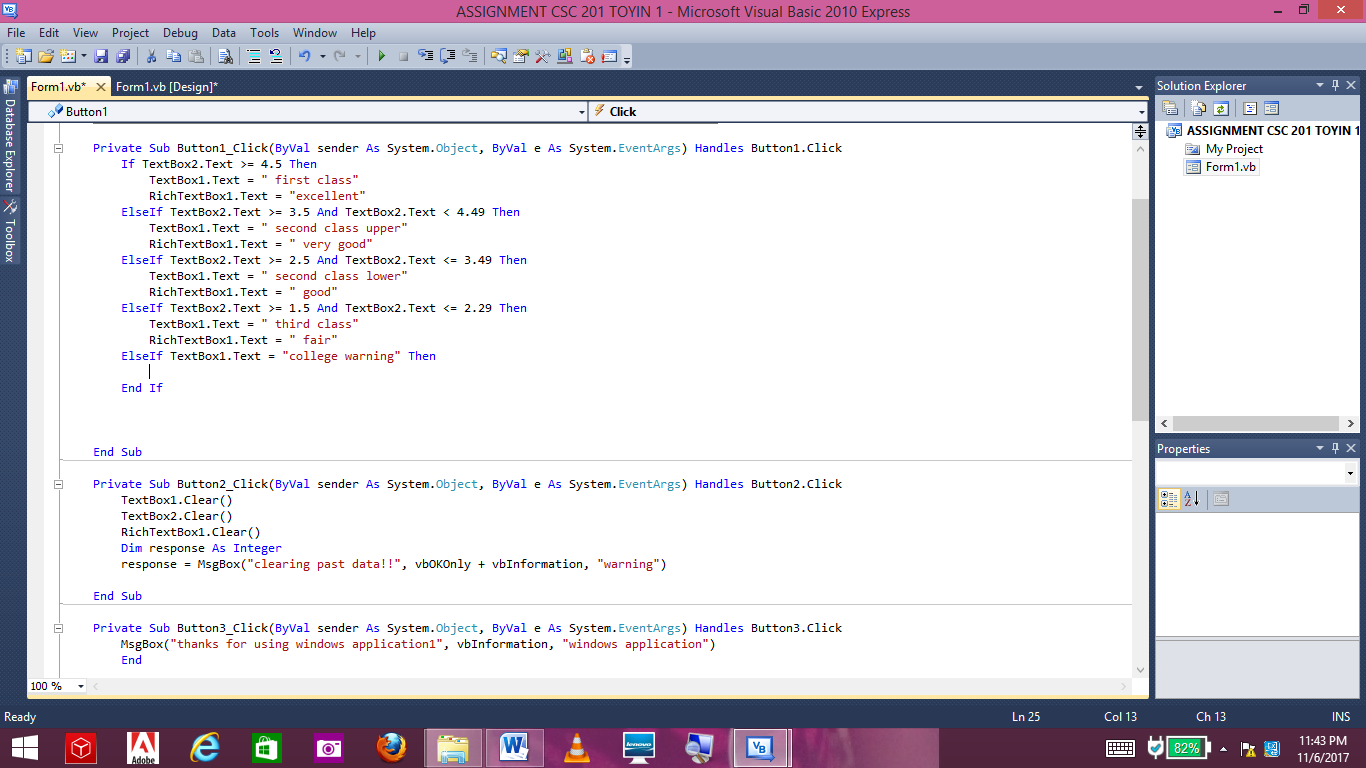 ASSIGNMENT CSC 201 TOYIN 1 - Microsoft Visual Basic 2010 Express
File Edit View Project Debug Data Tools Window Help
Form1.vb* Form1.vb [Design]*
Button1 Click
Database Explorer
Toolbox
Private Sub Button1_Click(ByVal sender As System.Object, ByVal e As System.EventArgs) Handles Button1.Click
If TextBox2.Text >= 4.5 Then
TextBox1.Text = " first class"
RichTextBox1.Text = "excellent"
ElseIf TextBox2.Text >= 3.5 And TextBox2.Text < 4.49 Then
TextBox1.Text = " second class upper"
RichTextBox1.Text = " very good"
ElseIf TextBox2.Text >= 2.5 And TextBox2.Text <= 3.49 Then
TextBox1.Text = " second class lower"
RichTextBox1.Text = " good"
ElseIf TextBox2.Text >= 1.5 And TextBox2.Text <= 2.29 Then
TextBox1.Text = " third class"
RichTextBox1.Text = " fair"
ElseIf TextBox1.Text = "college warning" Then
End If
End Sub
Private Sub Button2_Click(ByVal sender As System.Object, ByVal e As System.EventArgs) Handles Button2.Click
TextBox1.Clear()
TextBox2.Clear()
RichTextBox1.Clear()
Dim response As Integer
response = MsgBox("clearing past data!!", vbOKOnly + vbInformation, "warning")
End Sub
Private Sub Button3_Click(ByVal sender As System.Object, ByVal e As System.EventArgs) Handles Button3.Click
MsgBox("thanks for using windows application1", vbInformation, "windows application")
End
100 %
Solution Explorer
ASSIGNMENT CSC 201 TOYIN 1
My Project
Form1.vb
Properties
Ready Ln 25 Col 13 Ch 13 INS
Adobe
lenovo
VB
82%
11:43 PM
11/6/2017